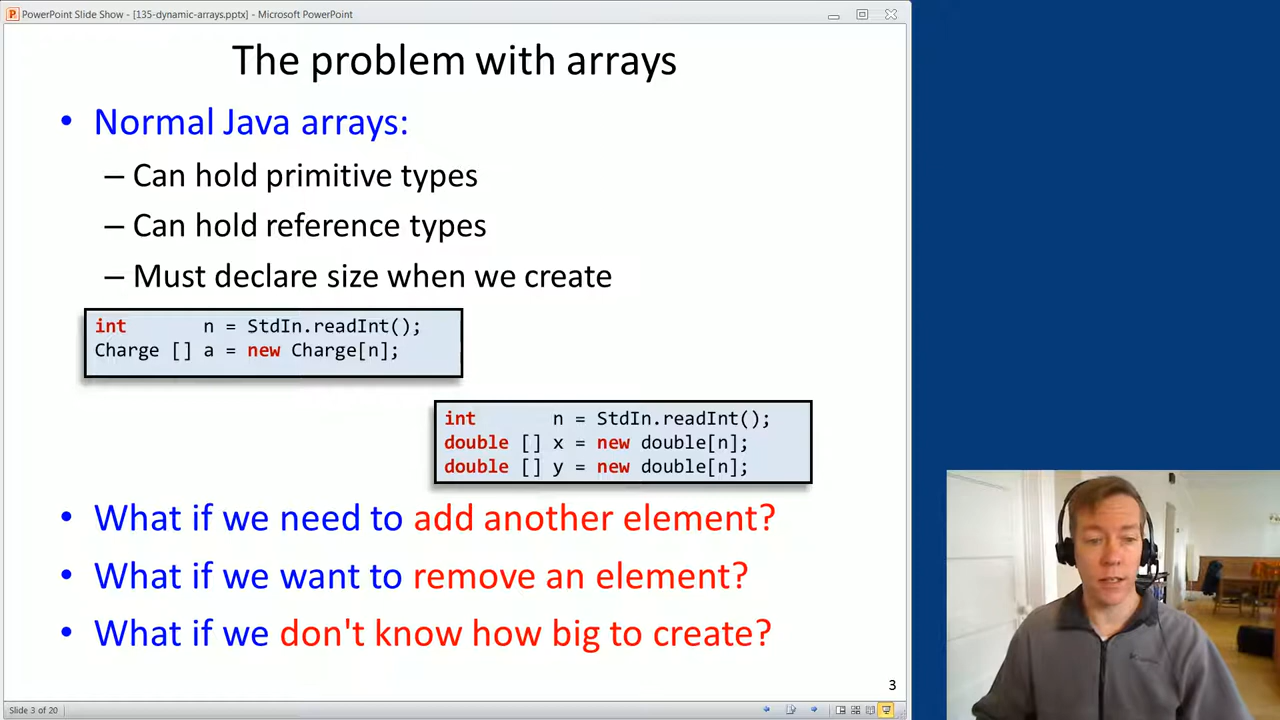 PowerPoint Slide Show - [135-dynamic-arrays.pptx] - Microsoft PowerPoint
The problem with arrays
• Normal Java arrays:
– Can hold primitive types
– Can hold reference types
– Must declare size when we create
int n = StdIn.readInt();
Charge [] a = new Charge[n];
int n = StdIn.readInt();
double [] x = new double[n];
double [] y = new double[n];
• What if we need to add another element?
• What if we want to remove an element?
• What if we don't know how big to create?
3
Slide 3 of 20